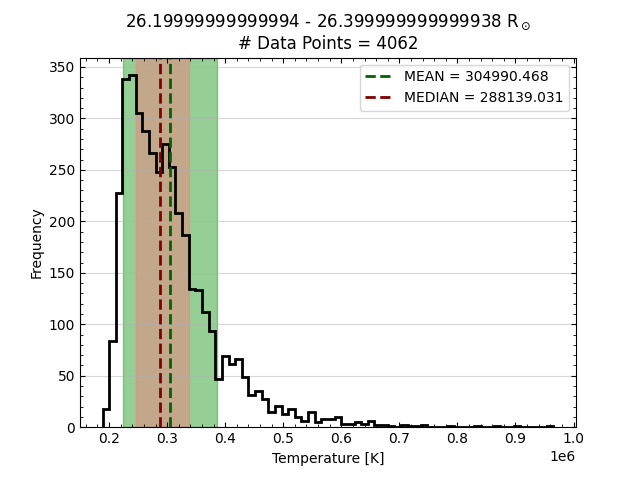 26.19999999999994 - 26.399999999999938 R⊙
# Data Points = 4062
MEAN = 304990.468
MEDIAN = 288139.031
350
300
250
200
150
100
50
0
Frequency
0.2 0.3 0.4 0.5 0.6 0.7 0.8 0.9 1.0
1e6
Temperature [K]